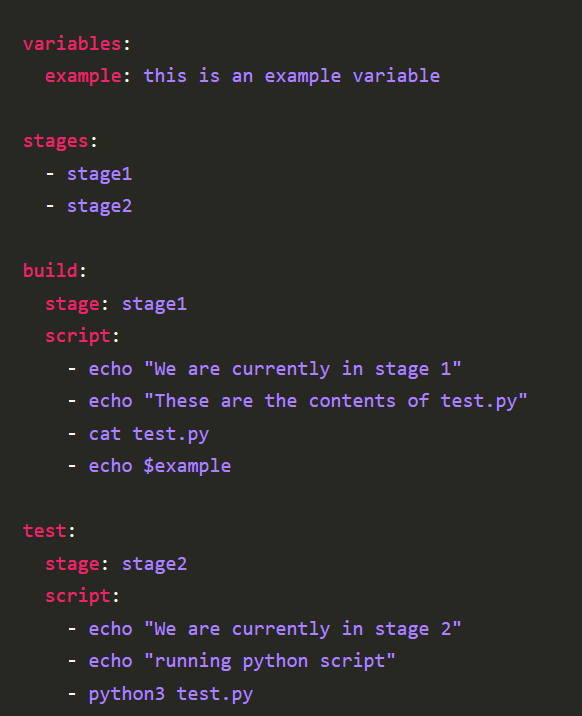 variables:
  example: this is an example variable

stages:
  - stage1
  - stage2

build:
  stage: stage1
  script:
    - echo "We are currently in stage 1"
    - echo "These are the contents of test.py"
    - cat test.py
    - echo $example

test:
  stage: stage2
  script:
    - echo "We are currently in stage 2"
    - echo "running python script"
    - python3 test.py